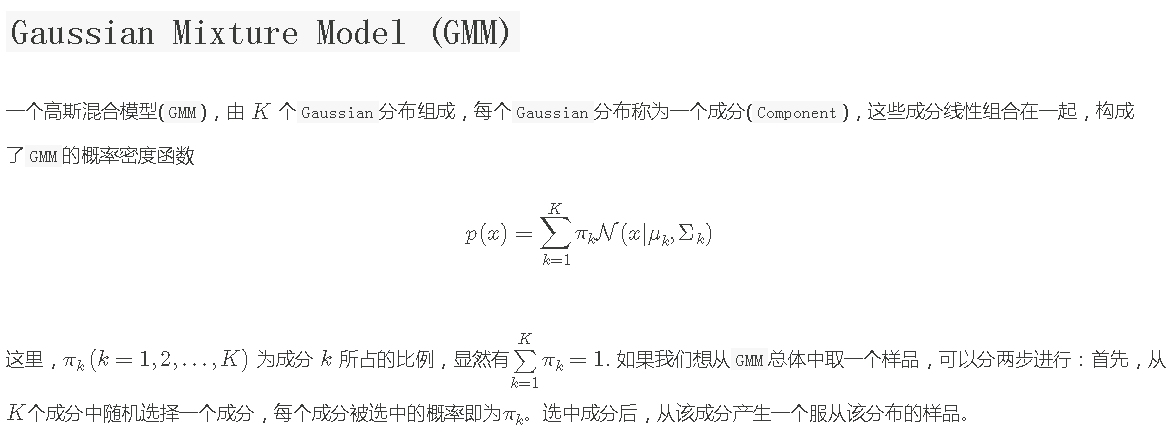 Gaussian Mixture Model (GMM)
一个高斯混合模型(GMM)，由 K 个 Gaussian 分布组成，每个 Gaussian 分布称为一个成分(Component)，这些成分线性组合在一起，构成
了 GMM 的概率密度函数
p(x) = \sum_{k=1}^{K} \pi_k \mathcal{N}(x|\mu_k, \Sigma_k)
这里，\pi_k (k = 1,2,...,K) 为成分 k 所占的比例，显然有 \sum_{k=1}^{K} \pi_k = 1. 如果我们想从 GMM 总体中取一个样品，可以分两步进行：首先，从
K个成分中随机选择一个成分，每个成分被选中的概率即为\pi_k。选中成分后，从该成分产生一个服从该分布的样品。